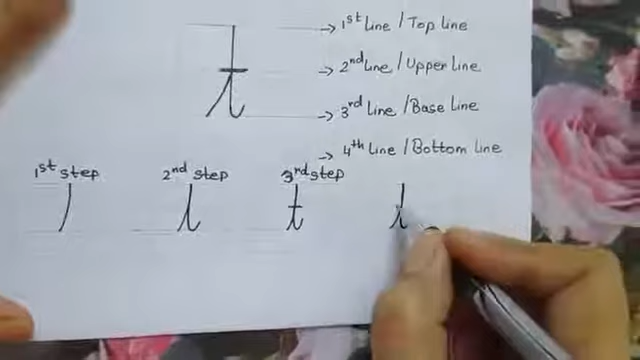 1st Line / Top line
t
2nd Line / Upper Line
3rd Line / Base Line
4th Line / Bottom Line
1st step 2nd step 3rd step
t